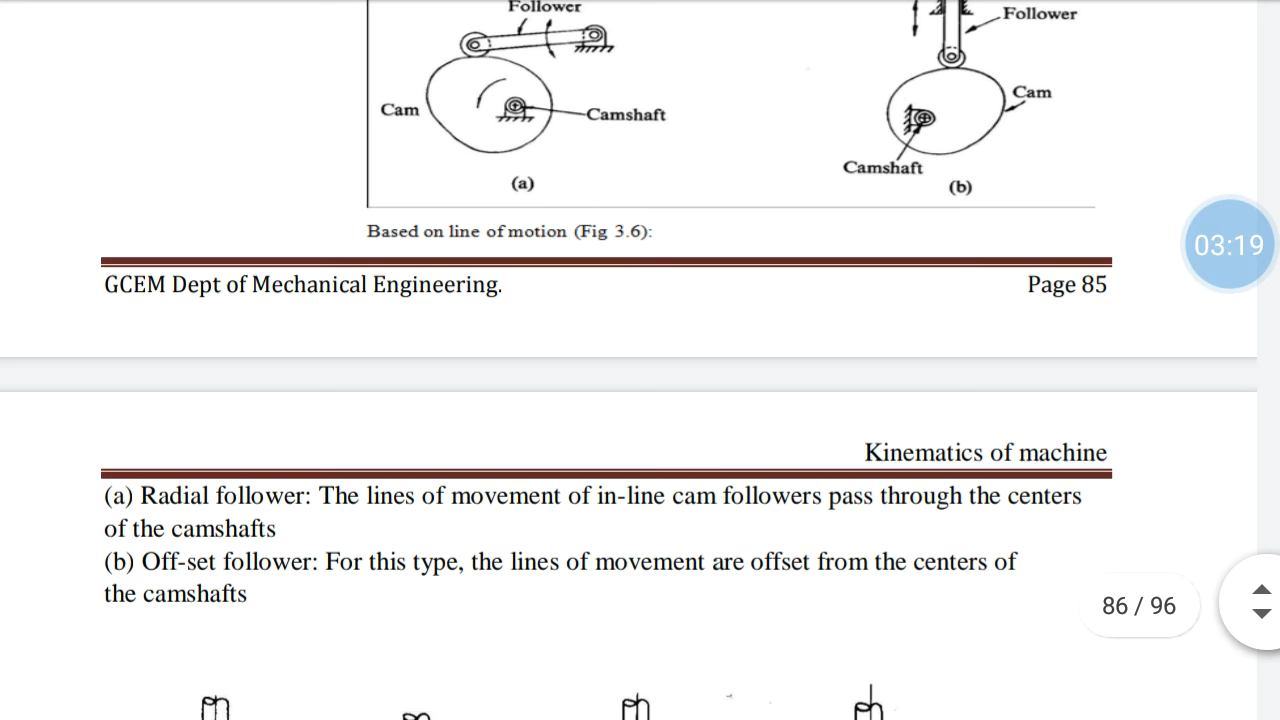 Follower
Follower
Cam
Camshaft
Cam
Camshaft
(a)
(b)
Based on line of motion (Fig 3.6):
03:19
GCEM Dept of Mechanical Engineering.
Page 85
Kinematics of machine
(a) Radial follower: The lines of movement of in-line cam followers pass through the centers
of the camshafts
(b) Off-set follower: For this type, the lines of movement are offset from the centers of
the camshafts
86 / 96